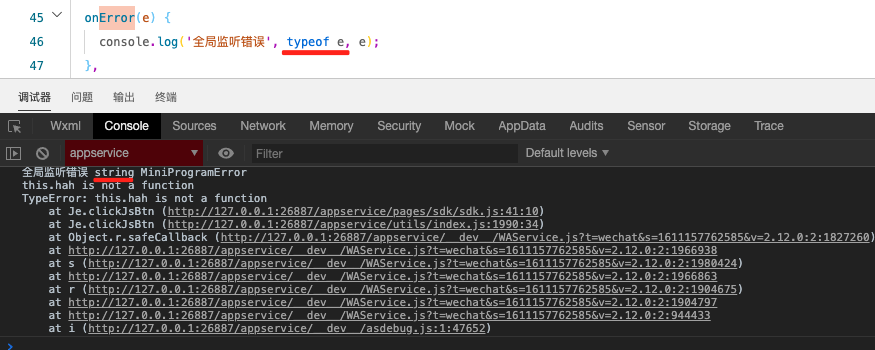 45 onError(e) {
46 console.log('全局监听错误', typeof e, e);
47 },
调试器 问题 输出 终端
Wxml Console Sources Network Memory Security Mock AppData Audits Sensor Storage Trace
appservice Filter Default levels
全局监听错误 string MiniProgramError
this.hah is not a function
TypeError: this.hah is not a function
at Je.clickJsBtn (http://127.0.0.1:26887/appservice/pages/sdk/sdk.js:41:10)
at Je.clickJsBtn (http://127.0.0.1:26887/appservice/utils/index.js:1990:34)
at Object.r.safeCallback (http://127.0.0.1:26887/appservice/__dev__/WAService.js?t=wechat&s=1611157762585&v=2.12.0:2:1827260)
at http://127.0.0.1:26887/appservice/__dev__/WAService.js?t=wechat&s=1611157762585&v=2.12.0:2:1966938
at s (http://127.0.0.1:26887/appservice/__dev__/WAService.js?t=wechat&s=1611157762585&v=2.12.0:2:1980424)
at http://127.0.0.1:26887/appservice/__dev__/WAService.js?t=wechat&s=1611157762585&v=2.12.0:2:1966863
at r (http://127.0.0.1:26887/appservice/__dev__/WAService.js?t=wechat&s=1611157762585&v=2.12.0:2:1904675)
at http://127.0.0.1:26887/appservice/__dev__/WAService.js?t=wechat&s=1611157762585&v=2.12.0:2:1904797
at http://127.0.0.1:26887/appservice/__dev__/WAService.js?t=wechat&s=1611157762585&v=2.12.0:2:944433
at i (http://127.0.0.1:26887/appservice/__dev__/asdebug.js:1:47652)